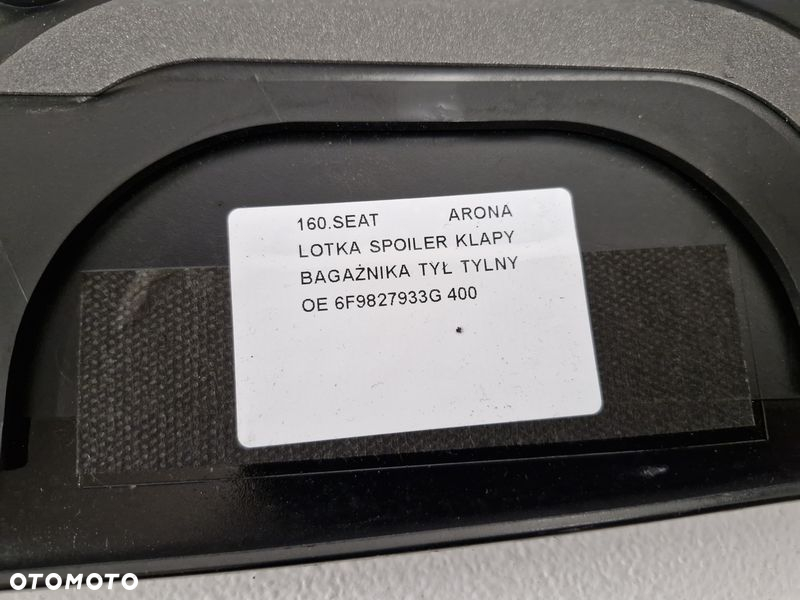 160.SEAT ARONA
LOTKA SPOILER KLAPY
BAGAŻNIKA TYŁ TYLNY
OE 6F9827933G 400
OTOMOTO